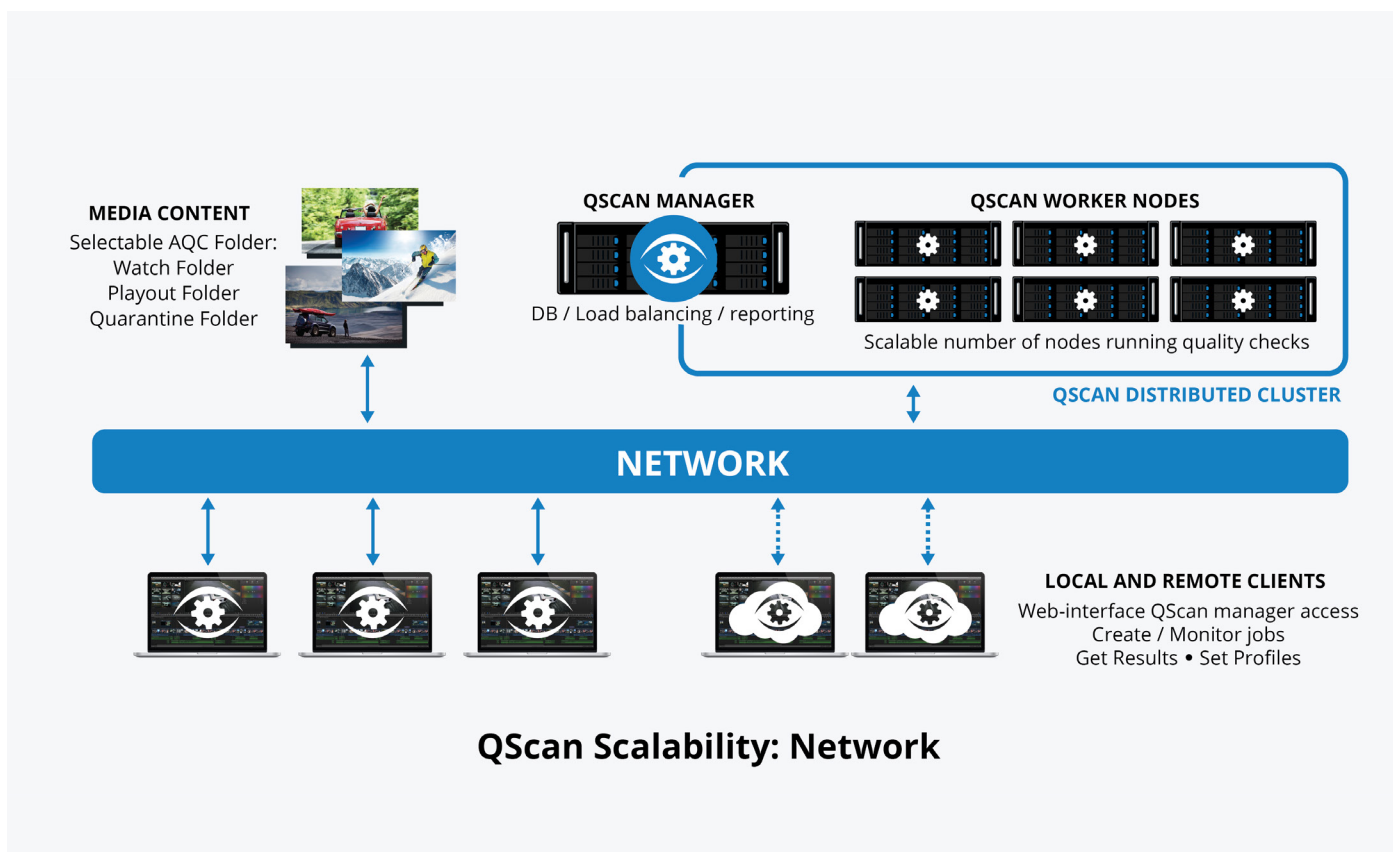 MEDIA CONTENT
Selectable AQC Folder:
Watch Folder
Playout Folder
Quarantine Folder
QSCAN MANAGER
DB / Load balancing / reporting
QSCAN WORKER NODES
Scalable number of nodes running quality checks
QSCAN DISTRIBUTED CLUSTER
NETWORK
LOCAL AND REMOTE CLIENTS
Web-interface QScan manager access
Create / Monitor jobs
Get Results • Set Profiles
QScan Scalability: Network